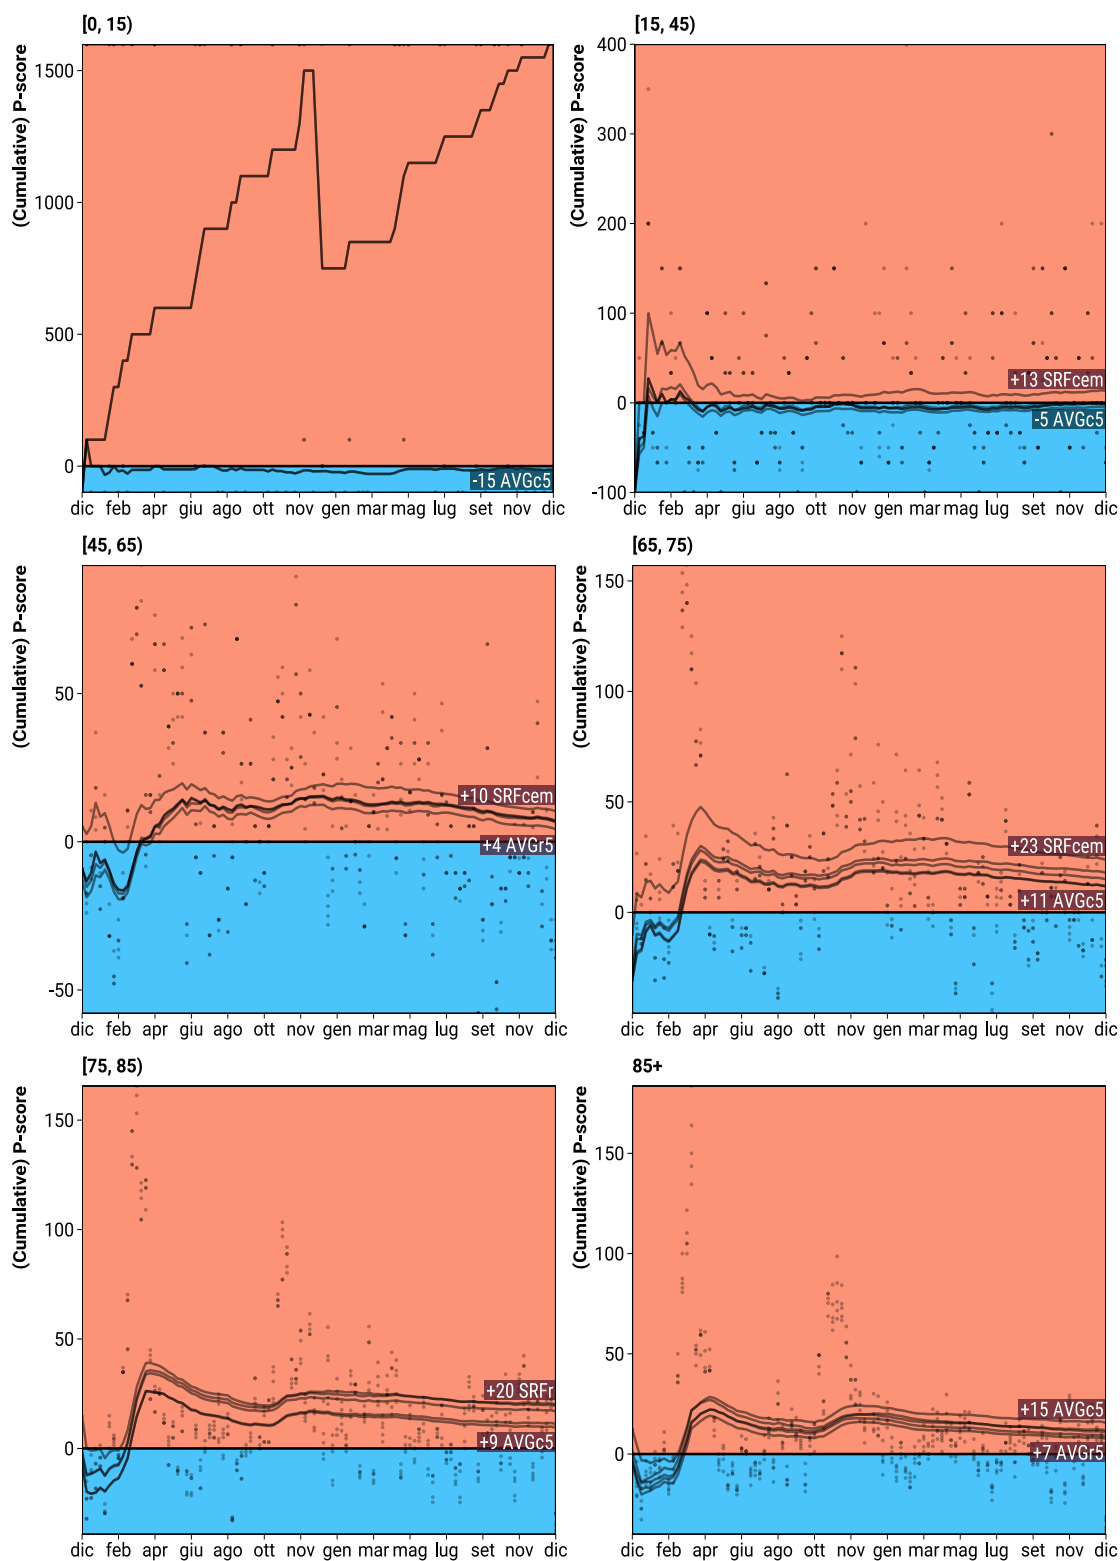 [0, 15)
(Cumulative) P-score
1500
1000
500
0
-15 AVGc5
dic feb apr giu ago ott nov gen mar mag lug set nov dic
[15, 45)
(Cumulative) P-score
400
300
200
100
0
-100
+13 SRFcem
-5 AVGc5
dic feb apr giu ago ott nov gen mar mag lug set nov dic
[45, 65)
(Cumulative) P-score
50
0
-50
+10 SRFcem
+4 AVGr5
dic feb apr giu ago ott nov gen mar mag lug set nov dic
[65, 75)
(Cumulative) P-score
150
100
50
0
+23 SRFcem
+11 AVGc5
dic feb apr giu ago ott nov gen mar mag lug set nov dic
[75, 85)
(Cumulative) P-score
150
100
50
0
+20 SRFr
+9 AVGc5
dic feb apr giu ago ott nov gen mar mag lug set nov dic
85+
(Cumulative) P-score
150
100
50
0
+15 AVGc5
+7 AVGr5
dic feb apr giu ago ott nov gen mar mag lug set nov dic